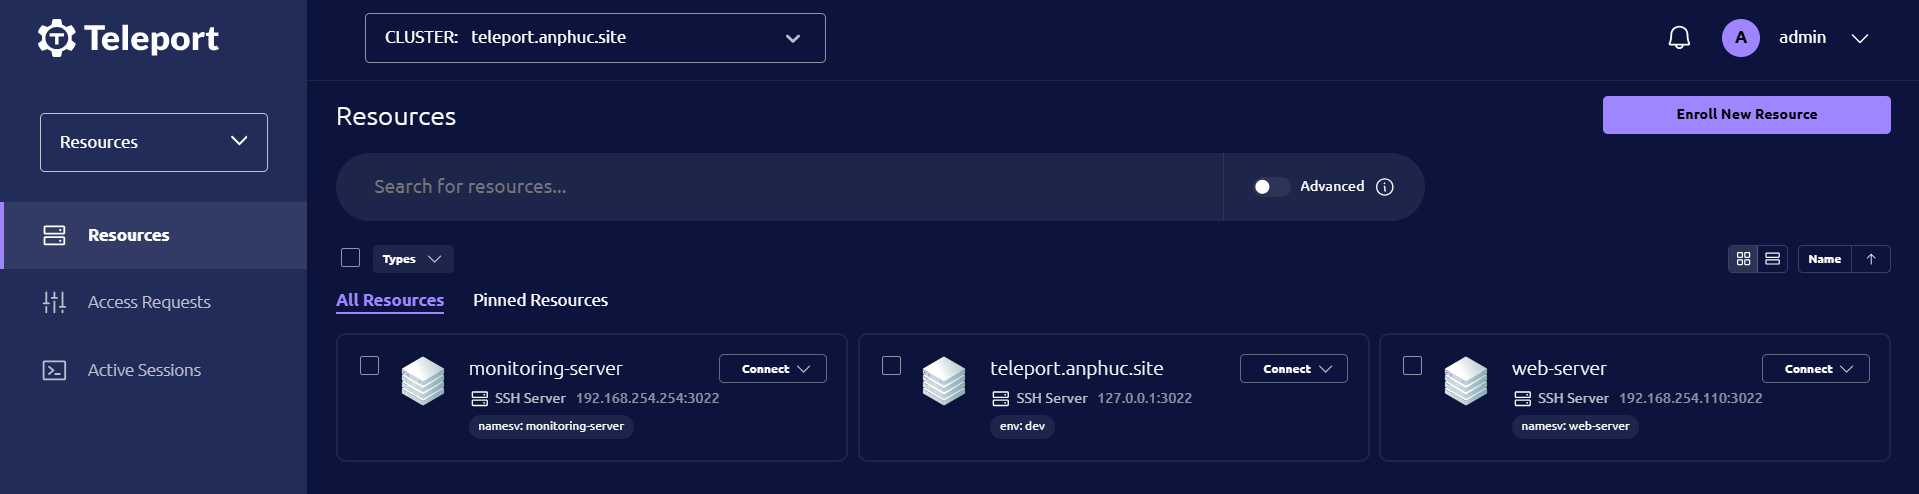 Teleport
CLUSTER: teleport.anphuc.site
A admin
Resources
Resources
Access Requests
Active Sessions
Resources
Enroll New Resource
Search for resources...
Advanced
Types
Name
All Resources Pinned Resources
monitoring-server
Connect
SSH Server 192.168.254.254:3022
namesv: monitoring-server
teleport.anphuc.site
Connect
SSH Server 127.0.0.1:3022
env: dev
web-server
Connect
SSH Server 192.168.254.110:3022
namesv: web-server